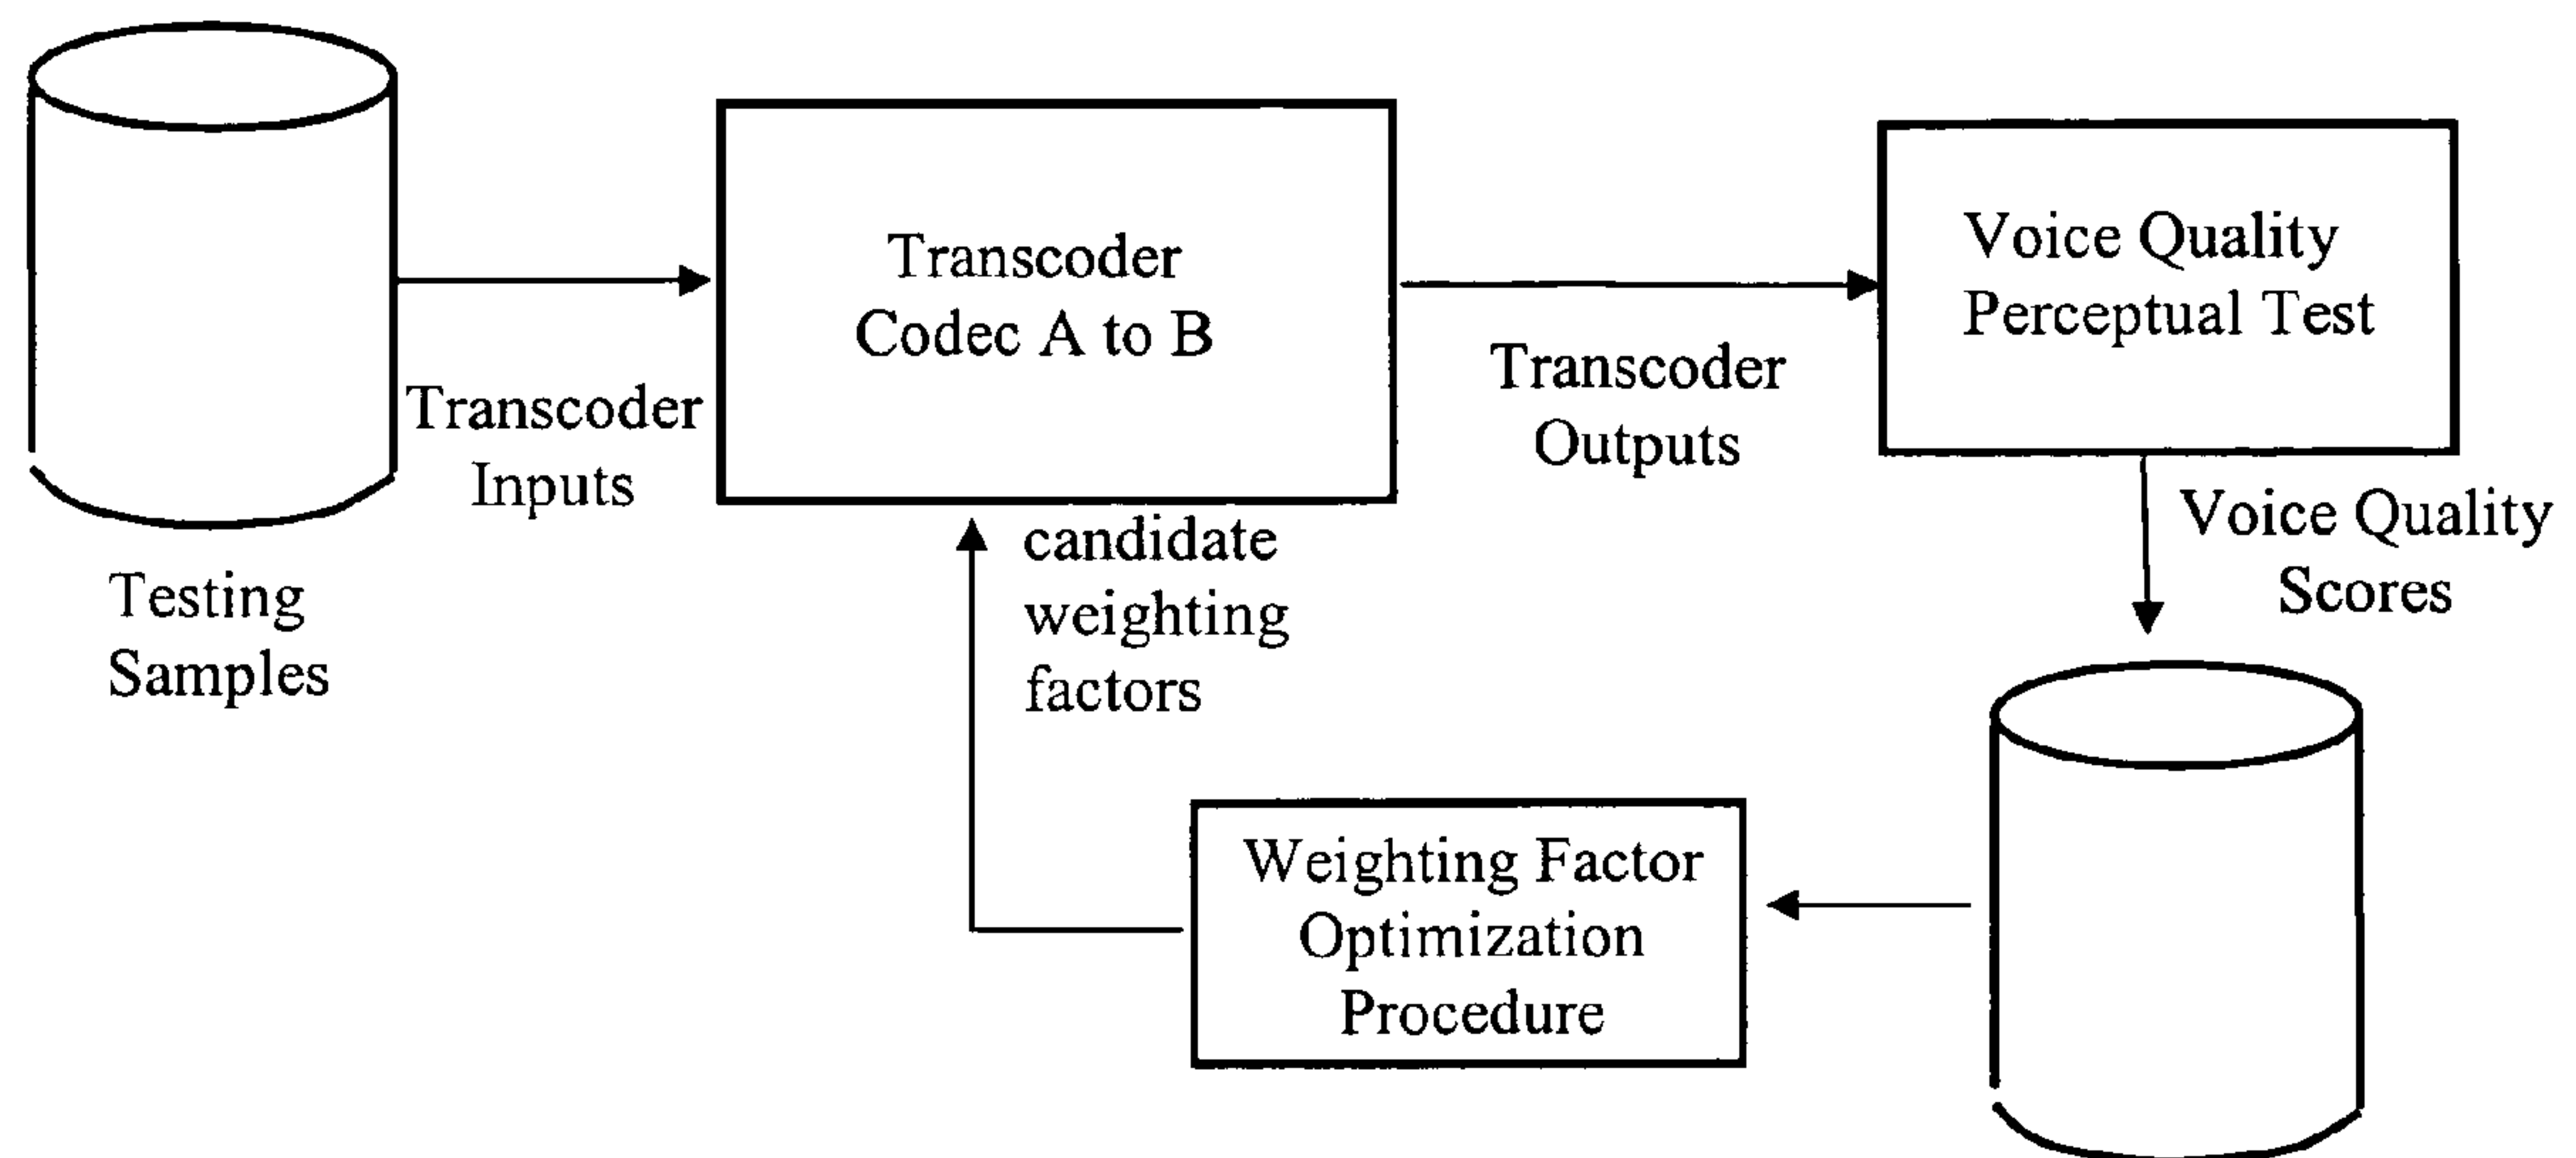 Transcoder
Codec A to B
Voice Quality
Perceptual Test
Transcoder
Inputs
Transcoder
Outputs
Testing
Samples
candidate
weighting
factors
Voice Quality
Scores
Weighting Factor
Optimization
Procedure